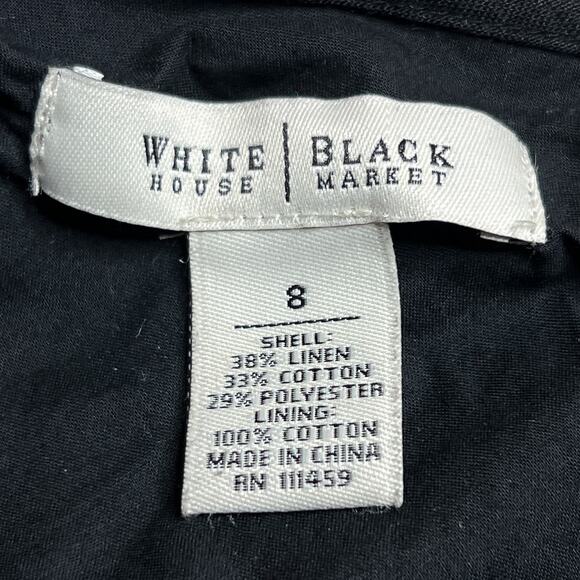 WHITE | BLACK
HOUSE MARKET
8
SHELL:
38% LINEN
33% COTTON
29% POLYESTER
LINING:
100% COTTON
MADE IN CHINA
RN 111459